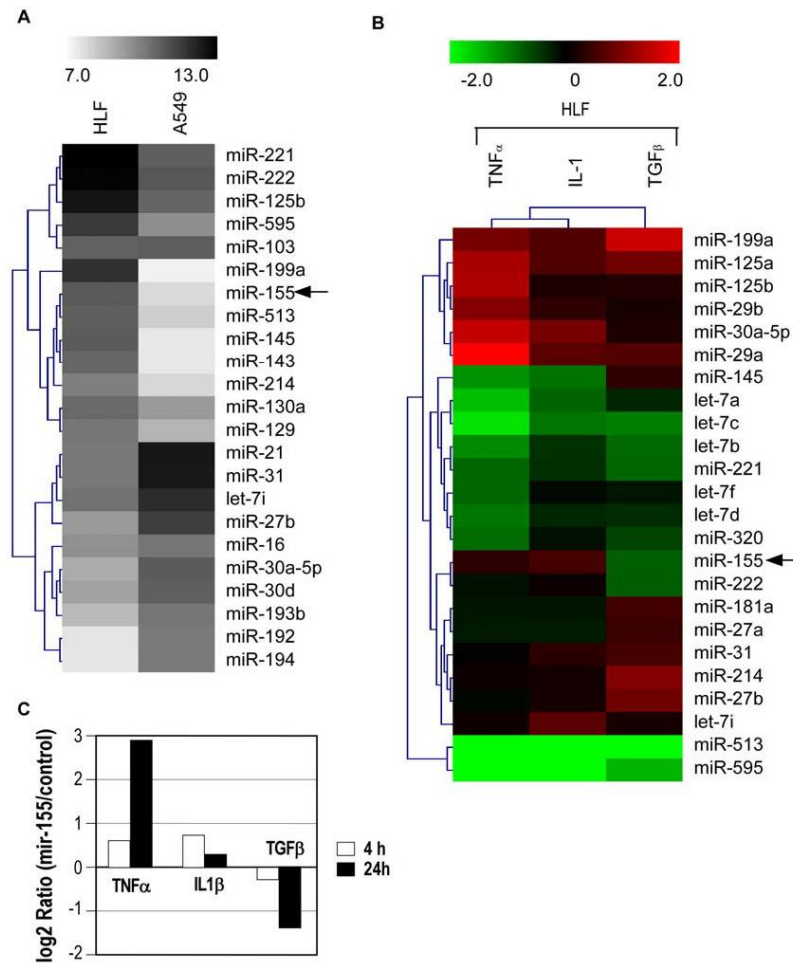 A
7.0 13.0
HLF A549
miR-221
miR-222
miR-125b
miR-595
miR-103
miR-199a
miR-155
miR-513
miR-145
miR-143
miR-214
miR-130a
miR-129
miR-21
miR-31
let-7i
miR-27b
miR-16
miR-30a-5p
miR-30d
miR-193b
miR-192
miR-194
B
-2.0 0 2.0
HLF
TNFα IL-1 TGFβ
miR-199a
miR-125a
miR-125b
miR-29b
miR-30a-5p
miR-29a
miR-145
let-7a
let-7c
let-7b
miR-221
let-7f
let-7d
miR-320
miR-155
miR-222
miR-181a
miR-27a
miR-31
miR-214
miR-27b
let-7i
miR-513
miR-595
C
log2 Ratio (mir-155/control)
3
2
1
0
-1
-2
TNFα IL1β TGFβ
4 h
24h